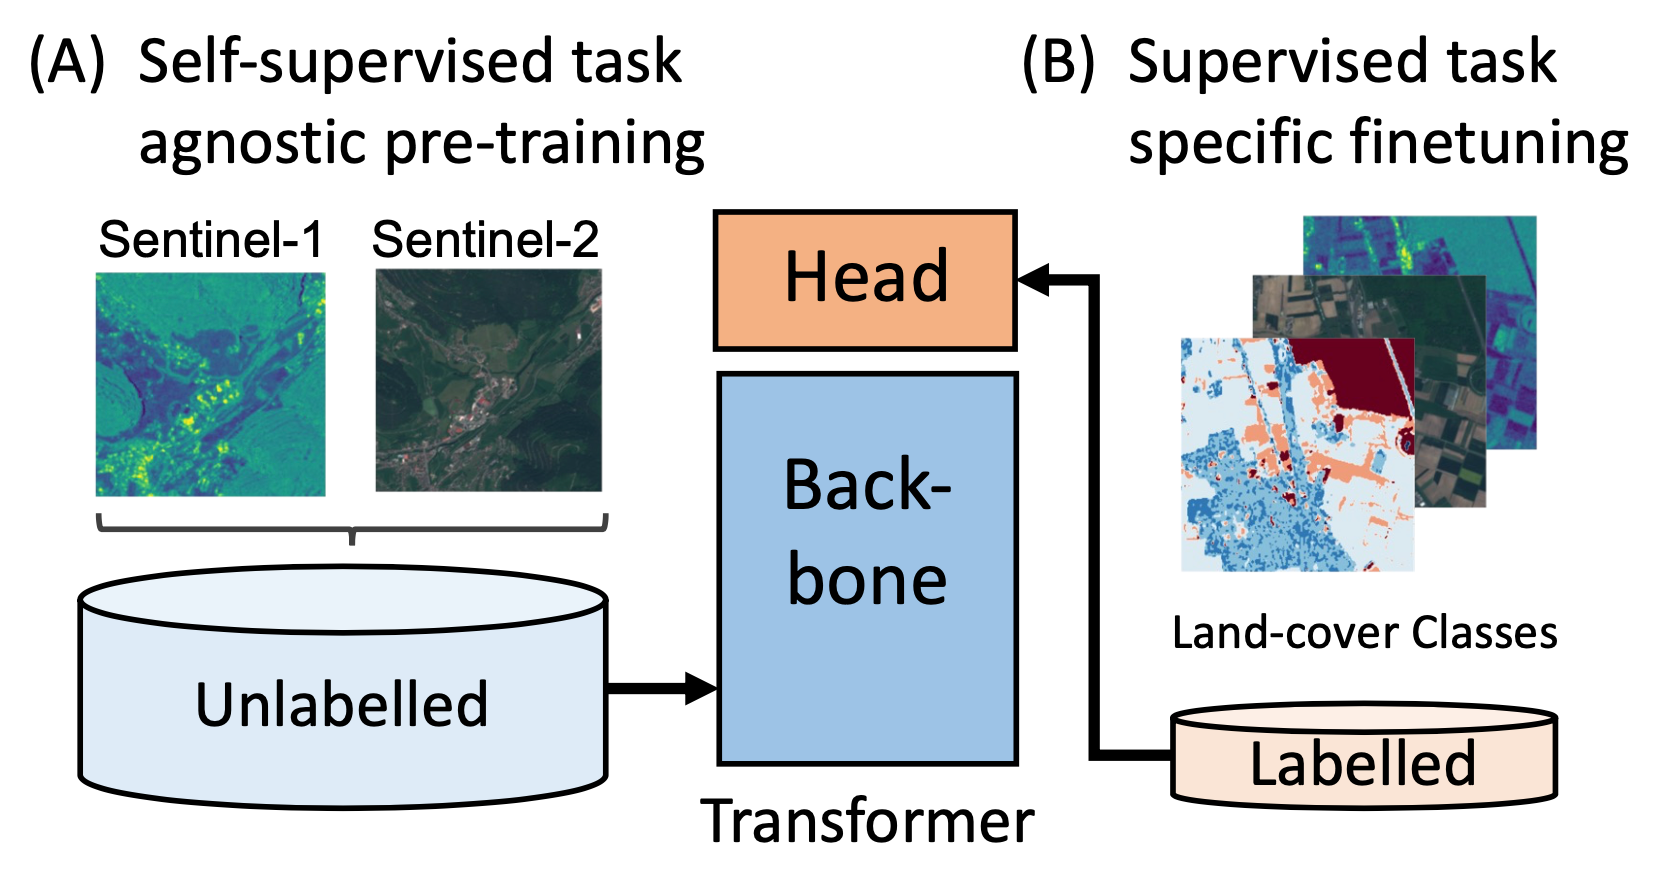 (A) Self-supervised task
agnostic pre-training
(B) Supervised task
specific finetuning
Sentinel-1
Sentinel-2
Head
Back-
bone
Unlabelled
Transformer
Land-cover Classes
Labelled